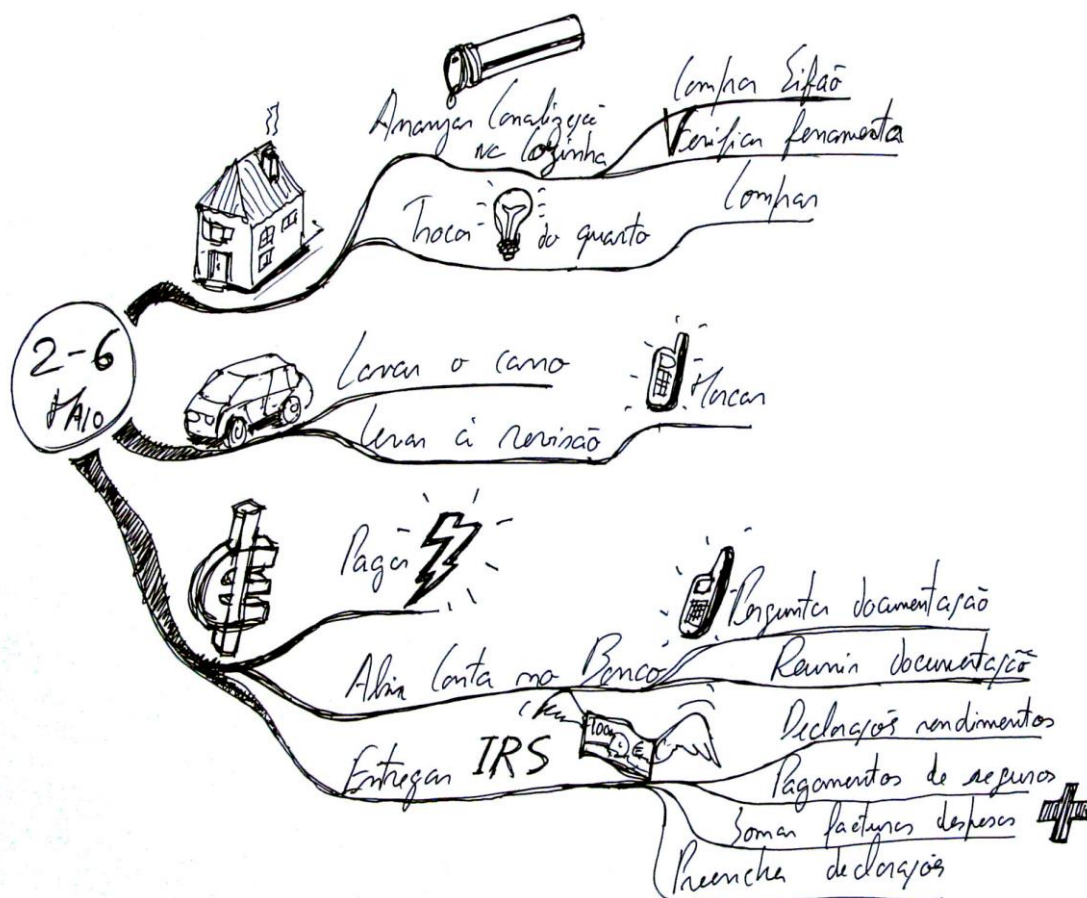 2-6
MAIO
Arranjar Canalização
na Cozinha
Comprar Sifão
Verificar ferramenta
Trocar do quarto
Comprar
Lavar o carro
Levar à revisão
Marcar
Pagar
Abrir Conta no Banco
Perguntar documentação
Reunir documentação
Entregar IRS
100
Declarações rendimentos
Pagamentos de seguros
Somar facturas despesas
Preencher declarações